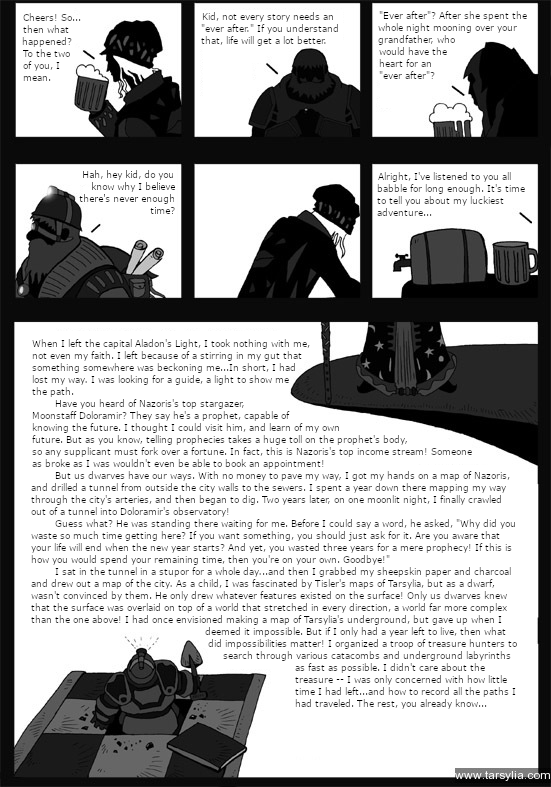 Cheers! So...
then what
happened?
To the two
of you, I
mean.
Kid, not every story needs an
"ever after." If you understand
that, life will get a lot better.
"Ever after"? After she spent the
whole night mooning over your
grandfather, who
would have the
heart for an
"ever after"?
Hah, hey kid, do you
know why I believe
there's never enough
time?
Alright, I've listened to you all
babble for long enough. It's time
to tell you about my luckiest
adventure...
When I left the capital Aladon's Light, I took nothing with me,
not even my faith. I left because of a stirring in my gut that
something somewhere was beckoning me...In short, I had
lost my way. I was looking for a guide, a light to show me
the path.
Have you heard of Nazoris's top stargazer,
Moonstaff Doloramir? They say he's a prophet, capable of
knowing the future. I thought I could visit him, and learn of my own
future. But as you know, telling prophecies takes a huge toll on the prophet's body,
so any supplicant must fork over a fortune. In fact, this is Nazoris's top income stream! Someone
as broke as I was wouldn't even be able to book an appointment!
But us dwarves have our ways. With no money to pave my way, I got my hands on a map of Nazoris,
and drilled a tunnel from outside the city walls to the sewers. I spent a year down there mapping my way
through the city's arteries, and then began to dig. Two years later, on one moonlit night, I finally crawled
out of a tunnel into Doloramir's observatory!
Guess what? He was standing there waiting for me. Before I could say a word, he asked, "Why did you
waste so much time getting here? If you want something, you should just ask for it. Are you aware that
your life will end when the new year starts? And yet, you wasted three years for a mere prophecy! If this is
how you would spend your remaining time, then you're on your own. Goodbye!"
I sat in the tunnel in a stupor for a whole day...and then I grabbed my sheepskin paper and charcoal
and drew out a map of the city. As a child, I was fascinated by Tisler's maps of Tarsylia, but as a dwarf,
wasn't convinced by them. He only drew whatever features existed on the surface! Only us dwarves knew
that the surface was overlaid on top of a world that stretched in every direction, a world far more complex
than the one above! I had once envisioned making a map of Tarsylia's underground, but gave up when I
deemed it impossible. But if I only had a year left to live, then what
did impossibilities matter! I organized a troop of treasure hunters to
search through various catacombs and underground labyrinths
as fast as possible. I didn't care about the
treasure -- I was only concerned with how little
time I had left...and how to record all the paths I
had traveled. The rest, you already know...
www.tarsylia.com